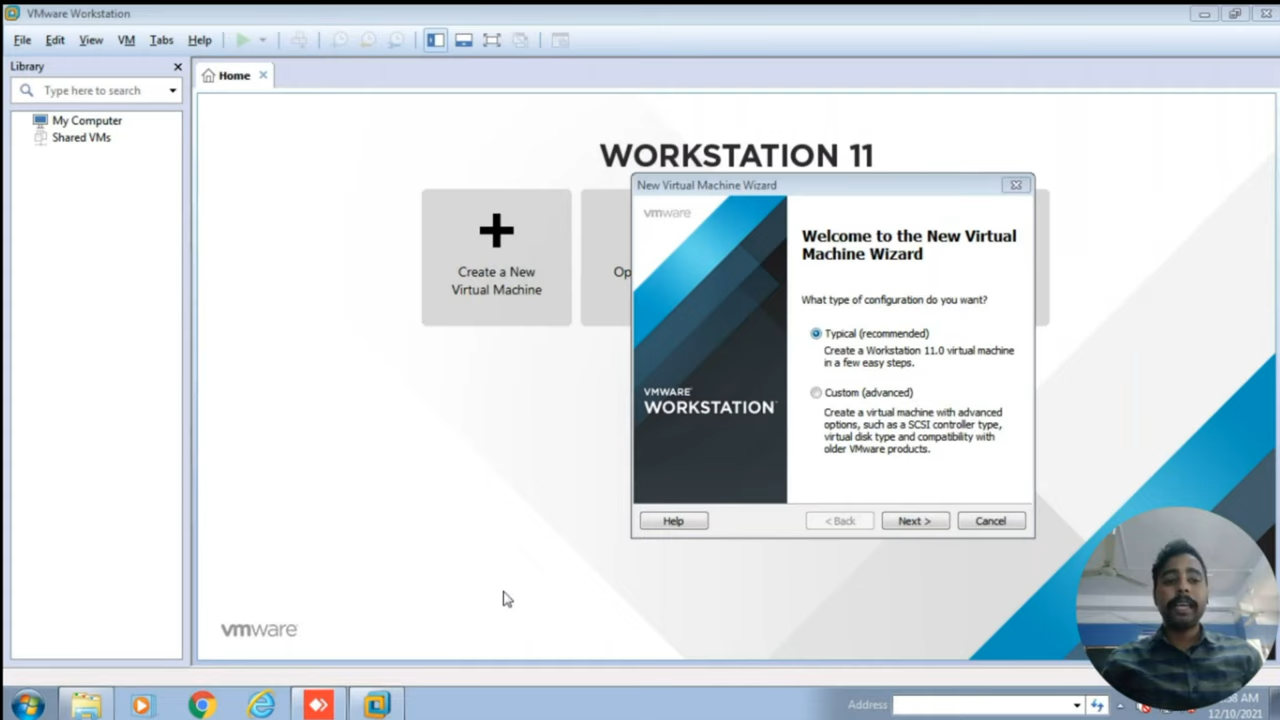 VMware Workstation
File Edit View VM Tabs Help
Library
Type here to search
My Computer
Shared VMs
Home
WORKSTATION 11
Create a New
Virtual Machine
Op
New Virtual Machine Wizard
vmware
VMWARE
WORKSTATION
Welcome to the New Virtual
Machine Wizard
What type of configuration do you want?
Typical (recommended)
Create a Workstation 11.0 virtual machine
in a few easy steps.
Custom (advanced)
Create a virtual machine with advanced
options, such as a SCSI controller type,
virtual disk type and compatibility with
older VMware products.
Help
< Back
Next >
Cancel
vmware
Address
AM
12/10/2021